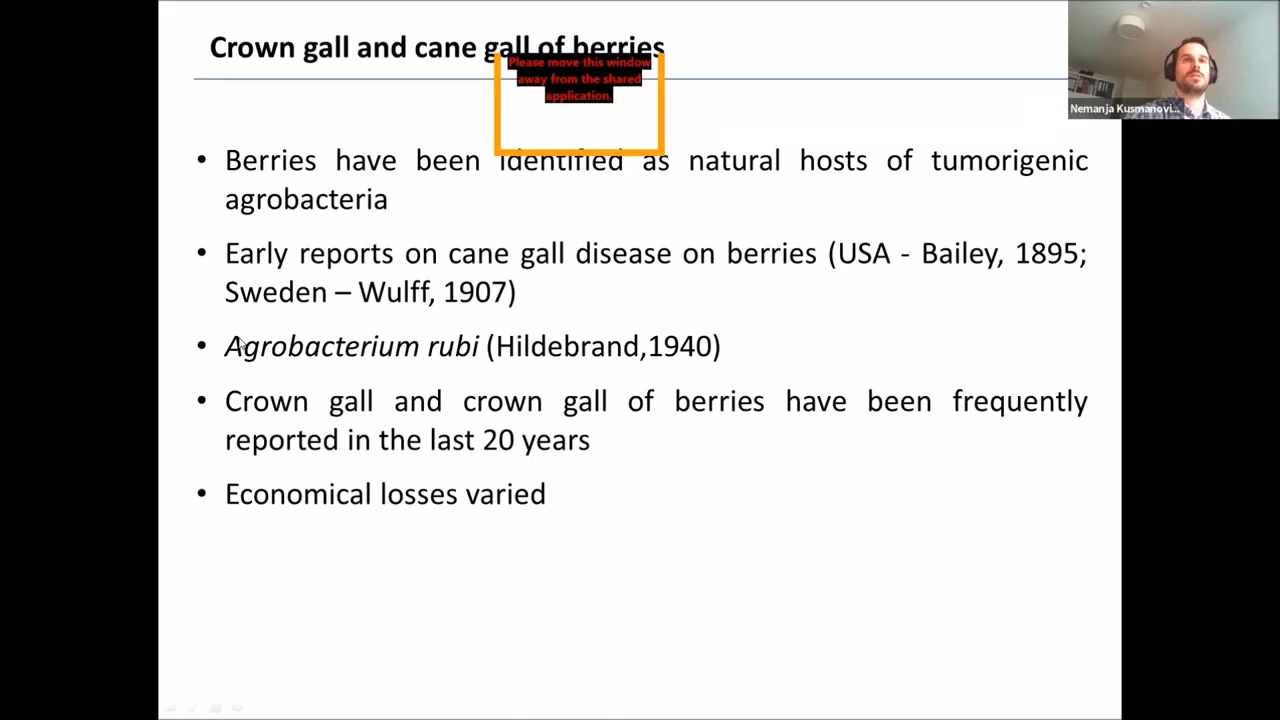 Crown gall and cane gall of berries
Please move this window
away from the shared
application.
Nemanja Kusmanovi...
• Berries have been identified as natural hosts of tumorigenic
agrobacteria
• Early reports on cane gall disease on berries (USA - Bailey, 1895;
Sweden – Wulff, 1907)
• Agrobacterium rubi (Hildebrand,1940)
• Crown gall and crown gall of berries have been frequently
reported in the last 20 years
• Economical losses varied